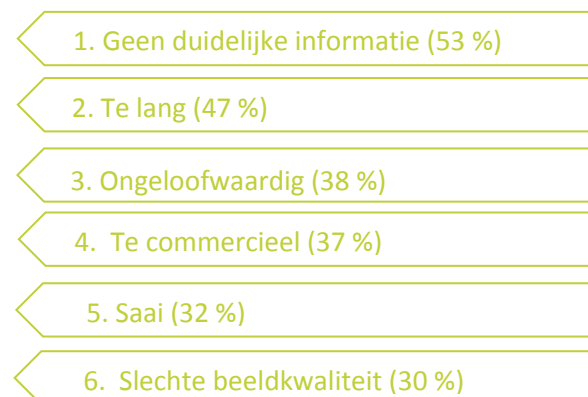 1. Geen duidelijke informatie (53 %)
2. Te lang (47 %)
3. Ongeloofwaardig (38 %)
4. Te commercieel (37 %)
5. Saai (32 %)
6. Slechte beeldkwaliteit (30 %)